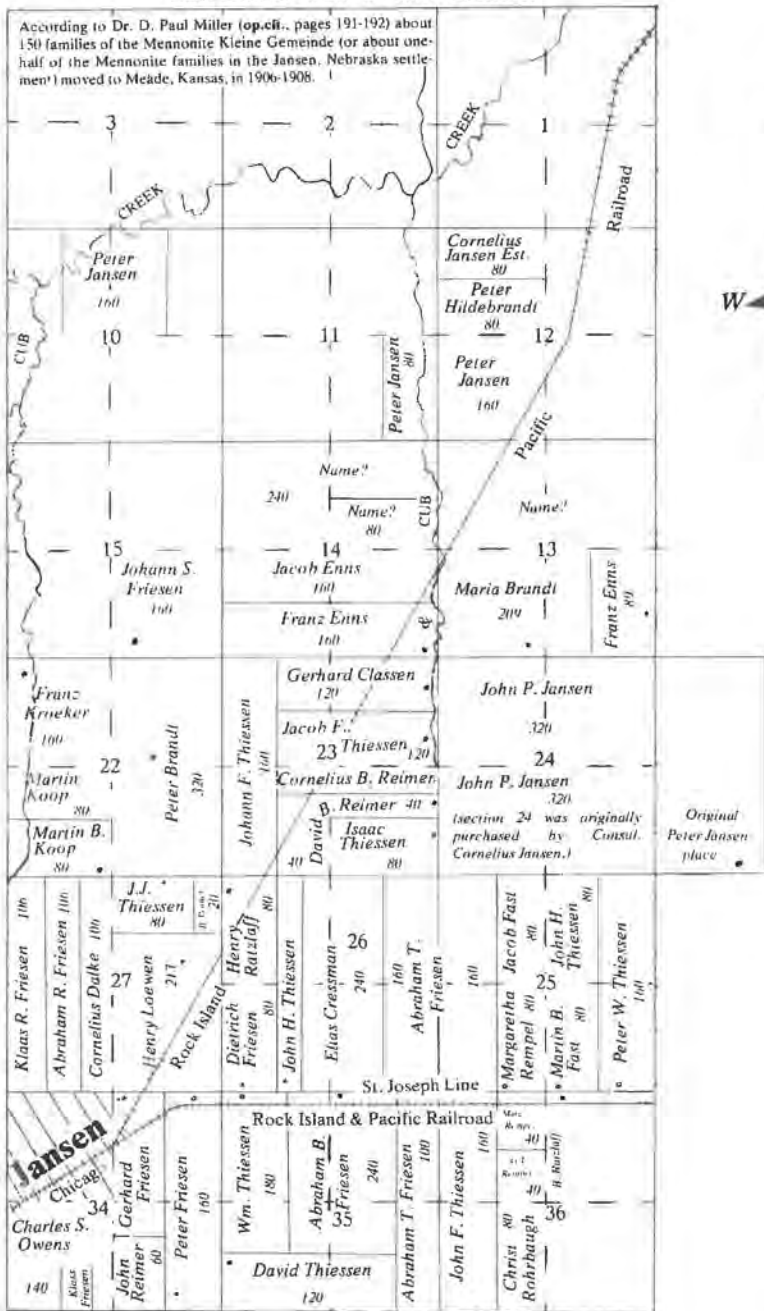 According to Dr. D. Paul Miller (op.cit., pages 191-192) about
150 families of the Mennonite Kleine Gemeinde (or about one-
half of the Mennonite families in the Jansen, Nebraska settle-
ment) moved to Meade, Kansas, in 1906-1908.
3
2
1
CREEK
CREEK
Railroad
Peter
Jansen
160
Cornelius
Jansen Est.
80
Peter
Hildebrandt
80
W
CUB
10
11
12
Peter Jansen
80
Peter
Jansen
160
Pacific
Name?
240
Name?
80
CUB
Name?
15
14
13
Johann S.
Friesen
160
Jacob Enns
160
Maria Brandt
Franz Enns
Franz Enns
160
Gerhard Classen
120
John P. Jansen
320
Franz
Kroeker
160
Jacob F.
Thiessen
120
22
23
24
Peter Brandt
320
Johann F. Thiessen
160
Martin
Koop
80
Cornelius B. Reimer
John P. Jansen
320
(section 24 was originally
purchased by Consul.
Cornelius Jansen.)
Original
Peter Jansen
place
Martin B.
Koop
80
David
B. Reimer 40
Isaac
Thiessen
40
80
Klaas R. Friesen 106
Abraham R. Friesen 106
Cornelius Dalke 100
J.J.
Thiessen
80
20
27
Henry Loewen
217
Rock Island
Henry
Ratzlaff
80
Dietrich
Friesen
80
John H. Thiessen
Elias Cressman
26
240
160
Abraham T.
Friesen
160
Jacob Fast
80
Margaretha
Rempel 80
John H.
Thiessen
80
25
Martin B.
Fast
80
Peter W. Thiessen
160
St. Joseph Line
Rock Island & Pacific Railroad
Jansen
Chicago
34
Charles S.
Owens
140
Klaas
Friesen
Gerhard
Friesen
John
Reimer
60
Peter Friesen
160
Wm. Thiessen
180
Abraham B.
Friesen
240
35
David Thiessen
120
Abraham T. Friesen
100
John F. Thiessen
160
40
40
Christ
Rohrbaugh
80
36